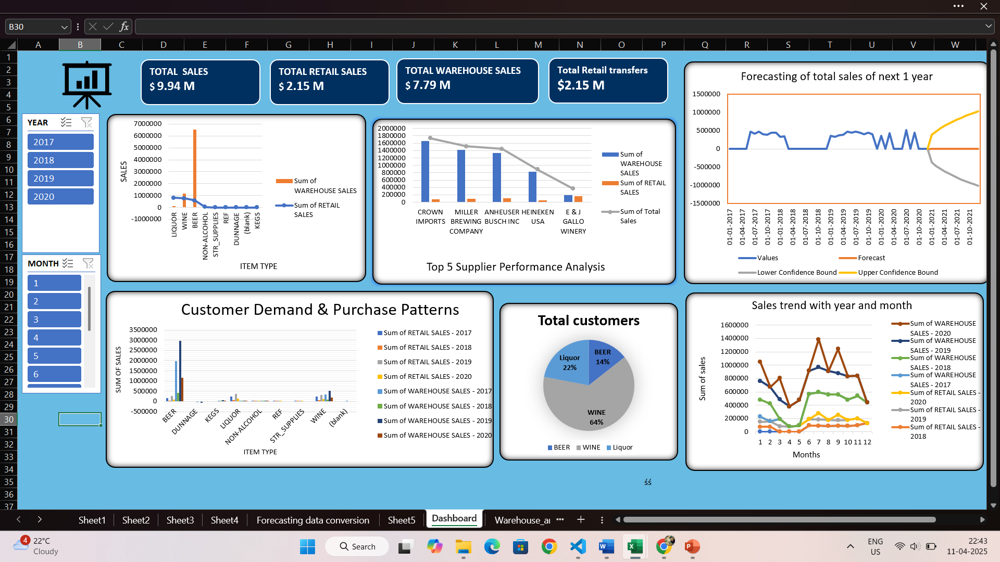 B30
fx
A B C D E F G H I J K L M N O P Q R S T U V W
1
2
3
4
5
6
7
8
9
10
11
12
13
14
15
16
17
18
19
20
21
22
23
24
25
26
27
28
29
30
31
32
33
34
35
36
37
TOTAL SALES
$ 9.94 M
TOTAL RETAIL SALES
$ 2.15 M
TOTAL WAREHOUSE SALES
$ 7.79 M
Total Retail transfers
$2.15 M
YEAR
2017
2018
2019
2020
MONTH
1
2
3
4
5
6
7000000
6000000
5000000
4000000
3000000
2000000
1000000
0
-1000000
SALES
LIQUOR
WINE
BEER
NON-ALCOHOL
STR_SUPPLIES
REF
DUNNAGE
(blank)
KEGS
ITEM TYPE
Sum of
WAREHOUSE SALES
Sum of RETAIL
SALES
2000000
1800000
1600000
1400000
1200000
1000000
800000
600000
400000
200000
0
CROWN
IMPORTS
MILLER
BREWING
COMPANY
ANHEUSER
BUSCH INC
HEINEKEN
USA
E & J
GALLO
WINERY
Sum of
WAREHOUSE
SALES
Sum of RETAIL
SALES
Sum of Total
Sales
Top 5 Supplier Performance Analysis
Forecasting of total sales of next 1 year
1500000
1000000
500000
0
-500000
-1000000
-1500000
01-01-2017
01-04-2017
01-07-2017
01-10-2017
01-01-2018
01-04-2018
01-07-2018
01-10-2018
01-01-2019
01-04-2019
01-07-2019
01-10-2019
01-01-2020
01-04-2020
01-07-2020
01-10-2020
01-01-2021
01-04-2021
01-07-2021
01-10-2021
Values
Forecast
Lower Confidence Bound
Upper Confidence Bound
Customer Demand & Purchase Patterns
3500000
3000000
2500000
2000000
1500000
1000000
500000
0
-500000
SUM OF SALES
BEER
DUNNAGE
KEGS
LIQUOR
NON-ALCOHOL
REF
STR_SUPPLIES
WINE
(blank)
ITEM TYPE
Sum of RETAIL SALES - 2017
Sum of RETAIL SALES - 2018
Sum of RETAIL SALES - 2019
Sum of RETAIL SALES - 2020
Sum of WAREHOUSE SALES - 2017
Sum of WAREHOUSE SALES - 2018
Sum of WAREHOUSE SALES - 2019
Sum of WAREHOUSE SALES - 2020
Total customers
BEER
14%
Liquor
22%
WINE
64%
BEER WINE Liquor
Sales trend with year and month
1600000
1400000
1200000
1000000
800000
600000
400000
200000
0
Sum of sales
1 2 3 4 5 6 7 8 9 10 11 12
Months
Sum of WAREHOUSE
SALES - 2020
Sum of WAREHOUSE
SALES - 2019
Sum of WAREHOUSE
SALES - 2018
Sum of WAREHOUSE
SALES - 2017
Sum of RETAIL SALES -
2020
Sum of RETAIL SALES -
2019
Sum of RETAIL SALES -
2018
śś
Sheet1 Sheet2 Sheet3 Sheet4 Forecasting data conversion Sheet5 Dashboard Warehouse_a
4
22°C
Cloudy
Search
ENG
US
22:43
11-04-2025